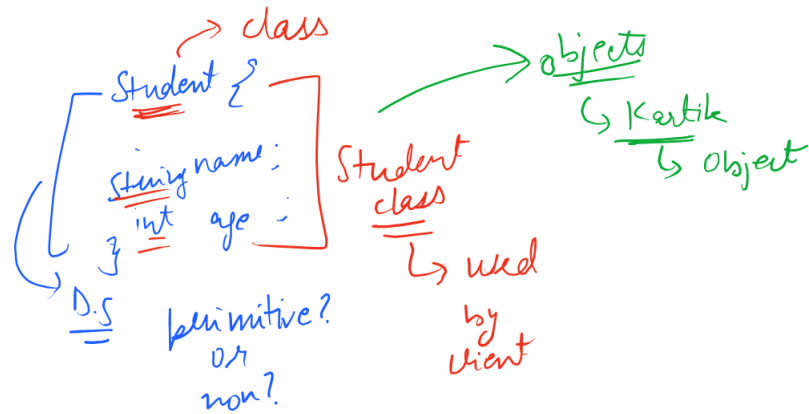 class
Student {
String name;
int age ;
}
D.S
primitive?
or
non?
Student
class
used
by
client
objects
Kartik
Object